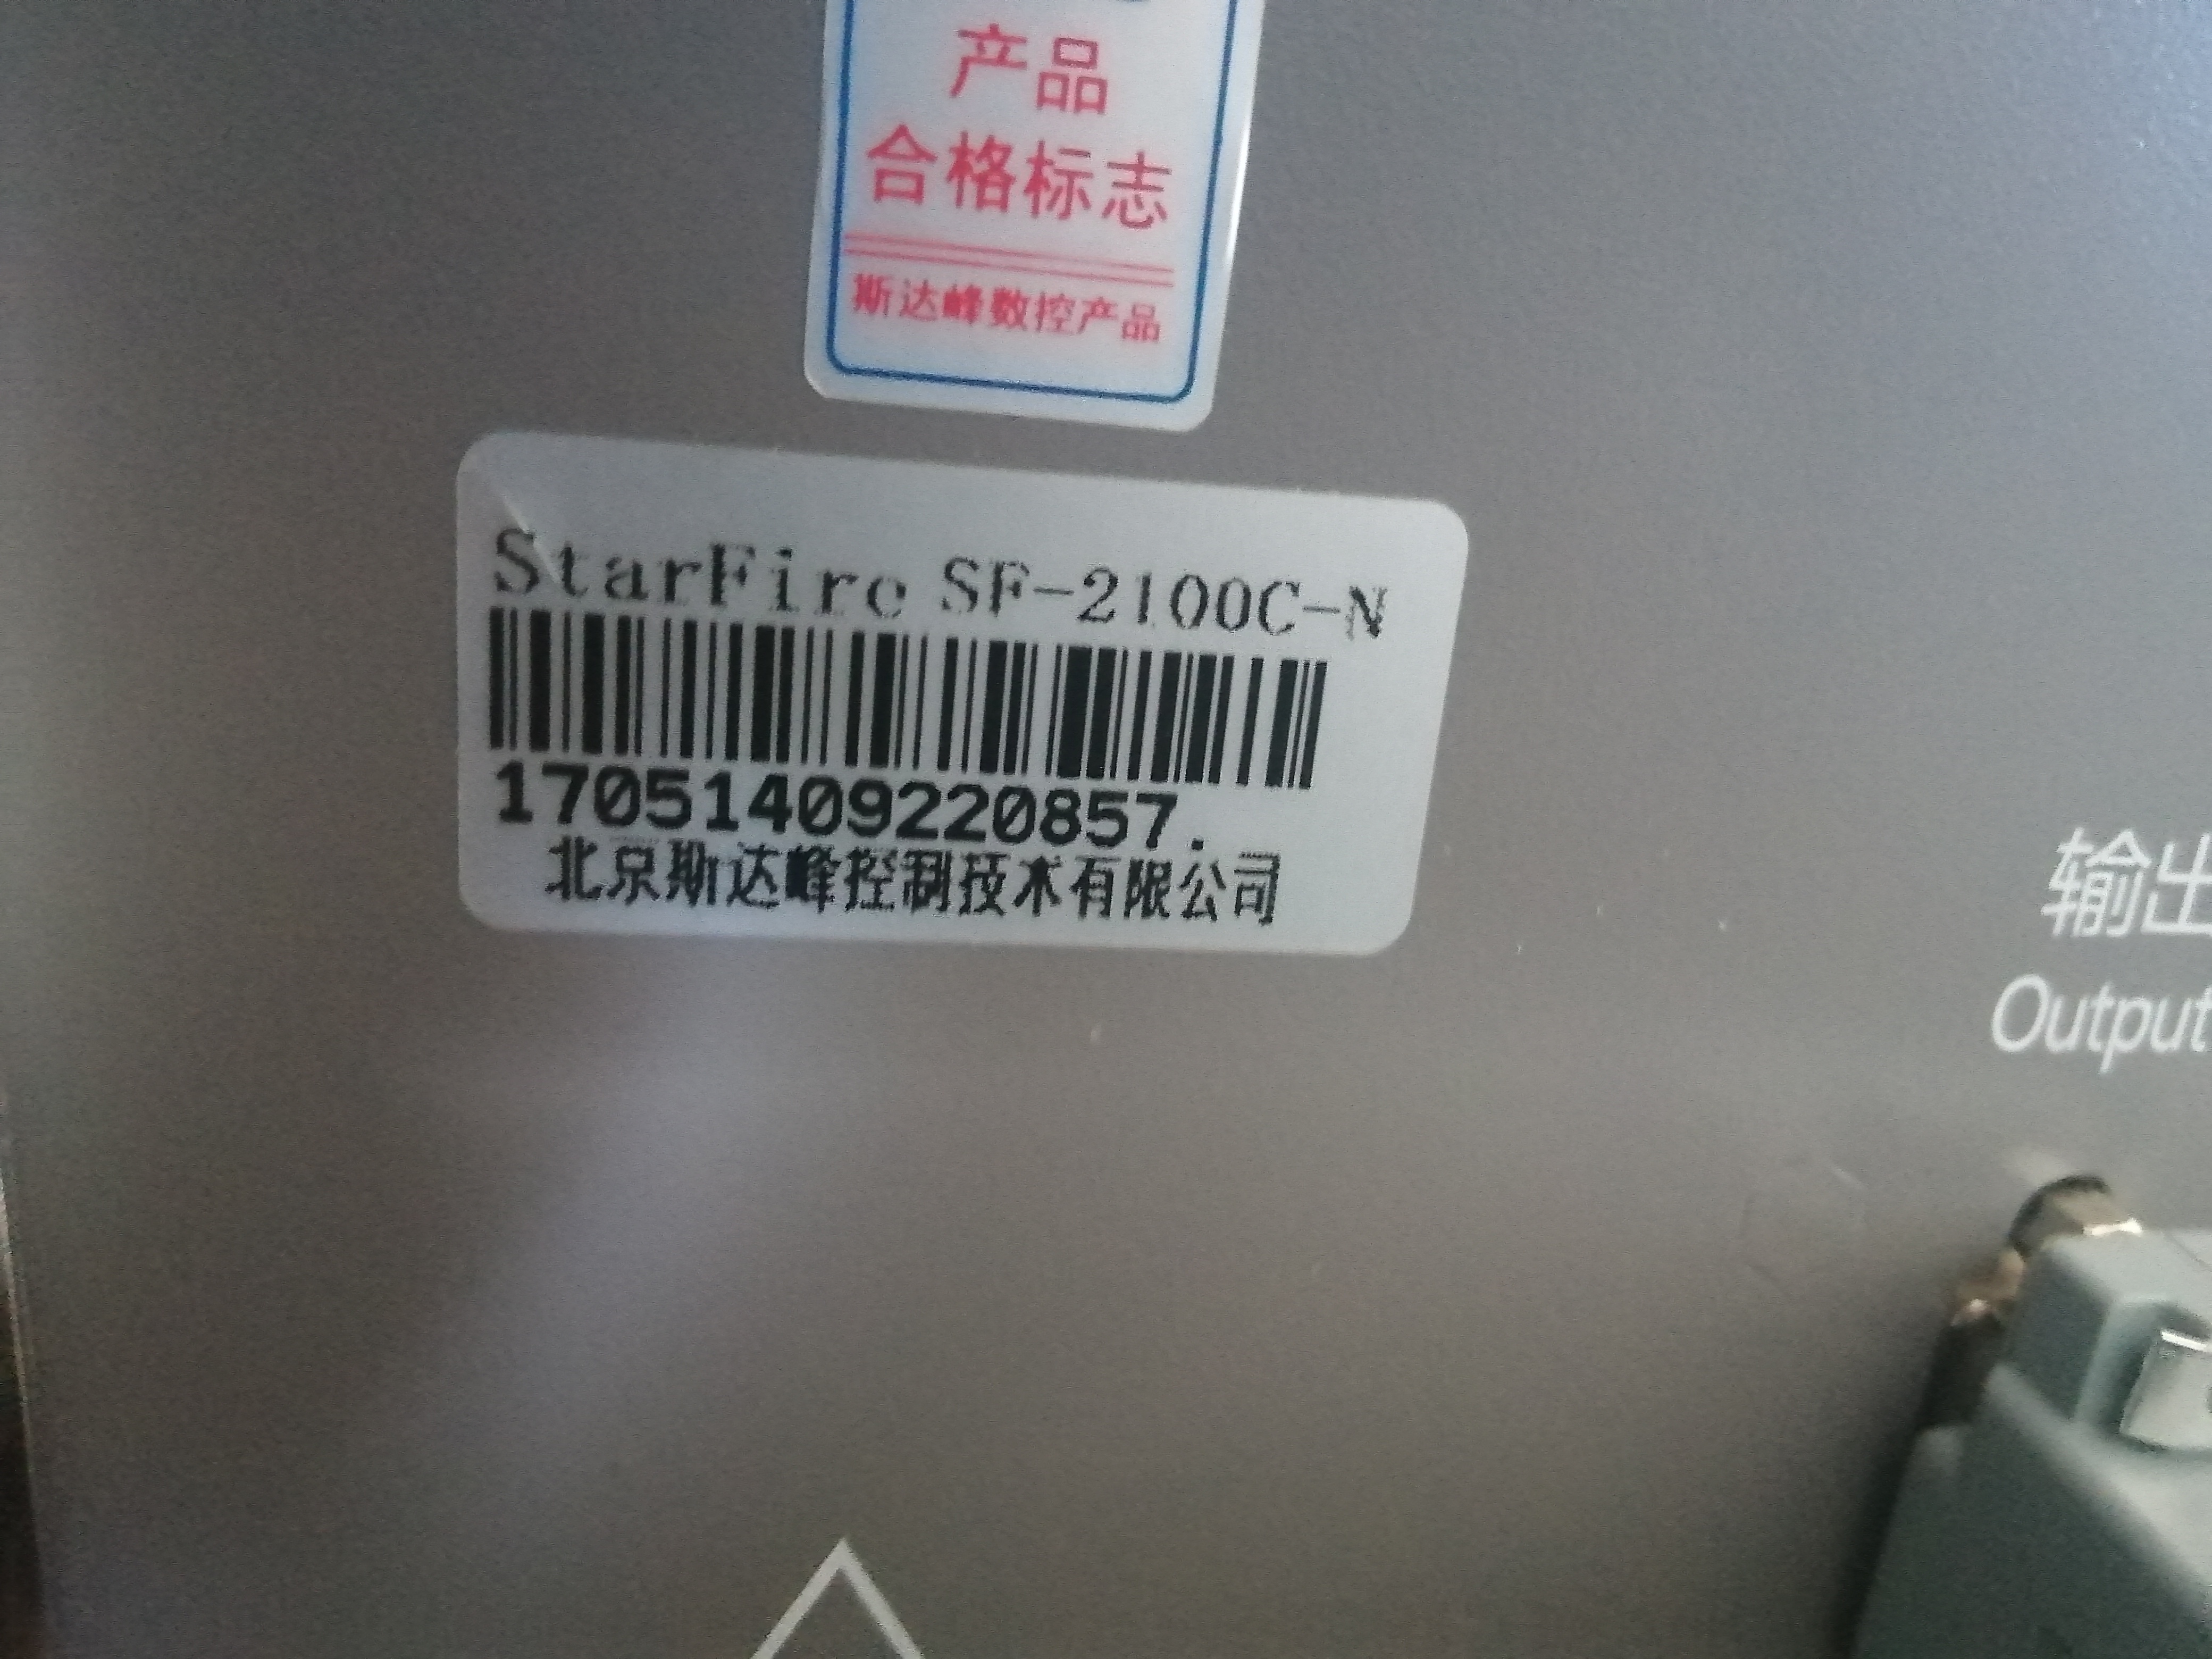 产品
合格标志
斯达峰数控产品
StarFire SF-2100C-N
17051409220857.
北京斯达峰控制技术有限公司
输出
Output